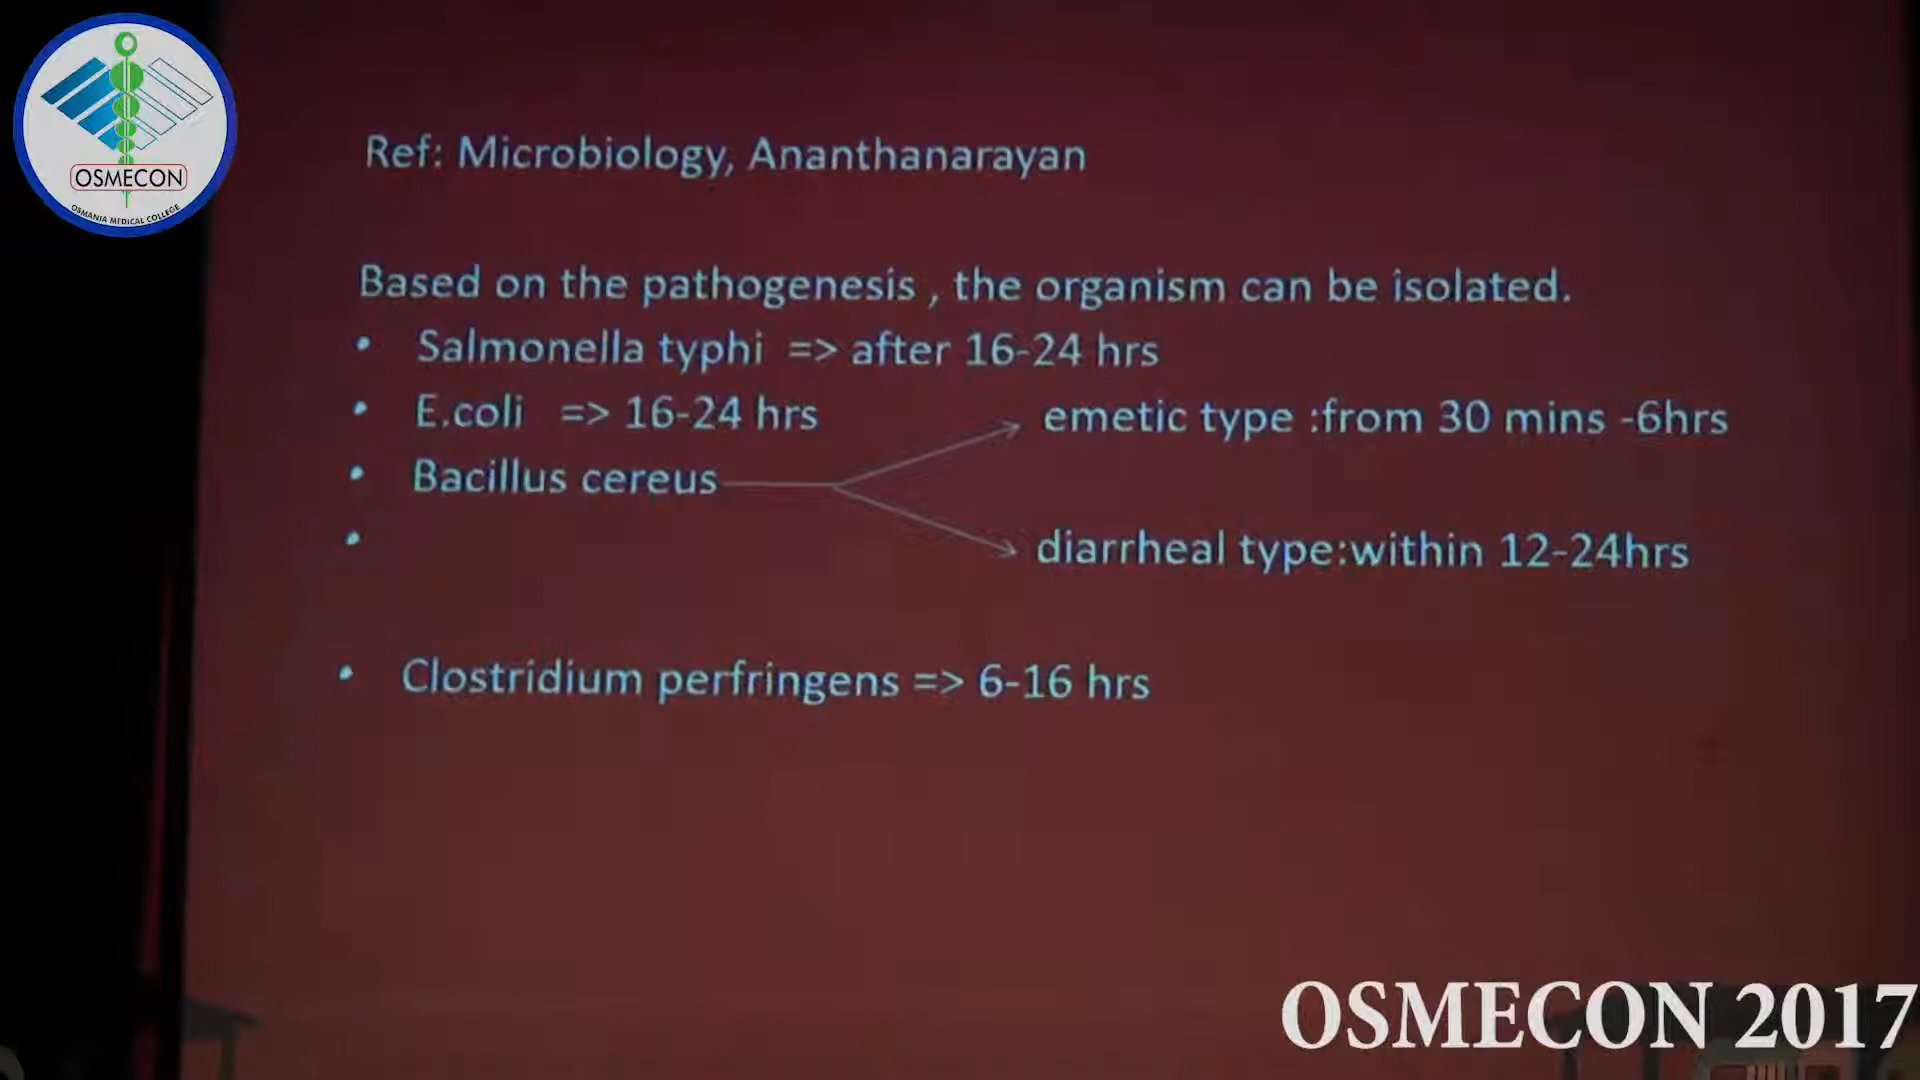 OSMECON
OSMANIA MEDICAL COLLEGE
Ref: Microbiology, Ananthanarayan
Based on the pathogenesis , the organism can be isolated.
• Salmonella typhi => after 16-24 hrs
• E.coli => 16-24 hrs
emetic type :from 30 mins -6hrs
• Bacillus cereus
•
diarrheal type:within 12-24hrs
• Clostridium perfringens => 6-16 hrs
OSMECON 2017